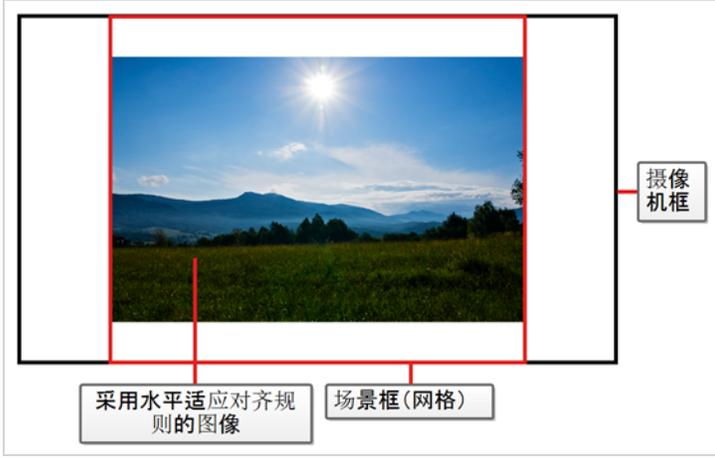 摄像
机框
采用水平适应对齐规
则的图像
场景框（网格）